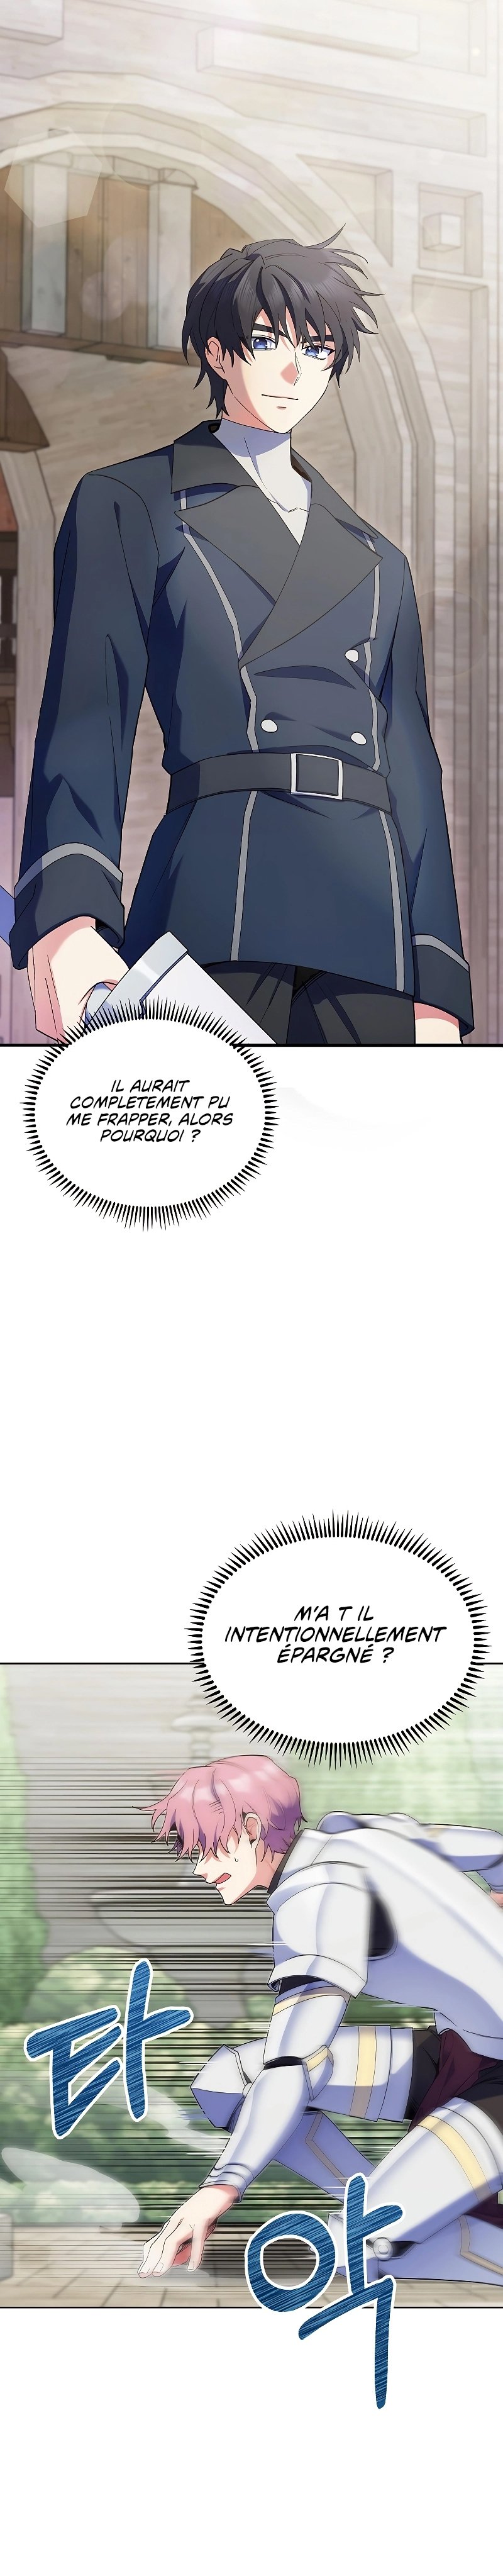 IL AURAIT
COMPLETEMENT PU
ME FRAPPER, ALORS
POURQUOI ?
M'A T IL
INTENTIONNELLEMENT
ÉPARGNÉ ?
타
악